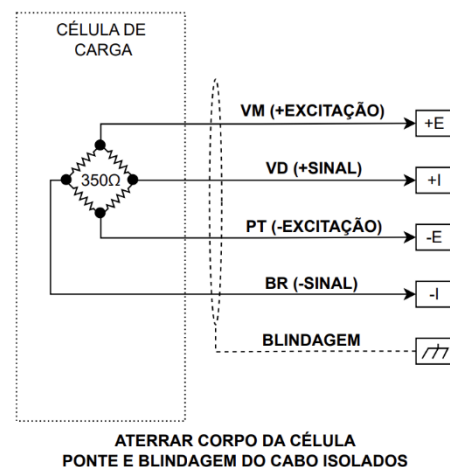 CÉLULA DE
CARGA
VM (+EXCITAÇÃO)
+E
350Ω
VD (+SINAL)
+I
PT (-EXCITAÇÃO)
-E
BR (-SINAL)
-I
BLINDAGEM
ATERRAR CORPO DA CÉLULA
PONTE E BLINDAGEM DO CABO ISOLADOS